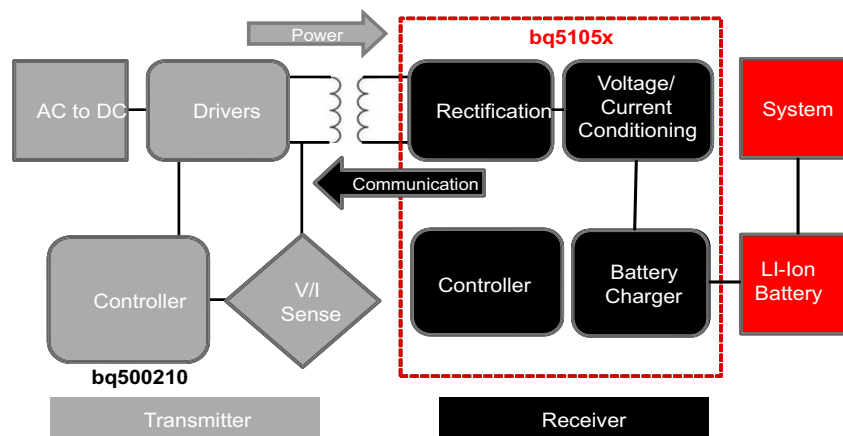 Power
bq5105x
AC to DC
Drivers
Rectification
Voltage/
Current
Conditioning
System
Communication
Controller
V/I
Sense
Controller
Battery
Charger
LI-Ion
Battery
bq500210
Transmitter
Receiver